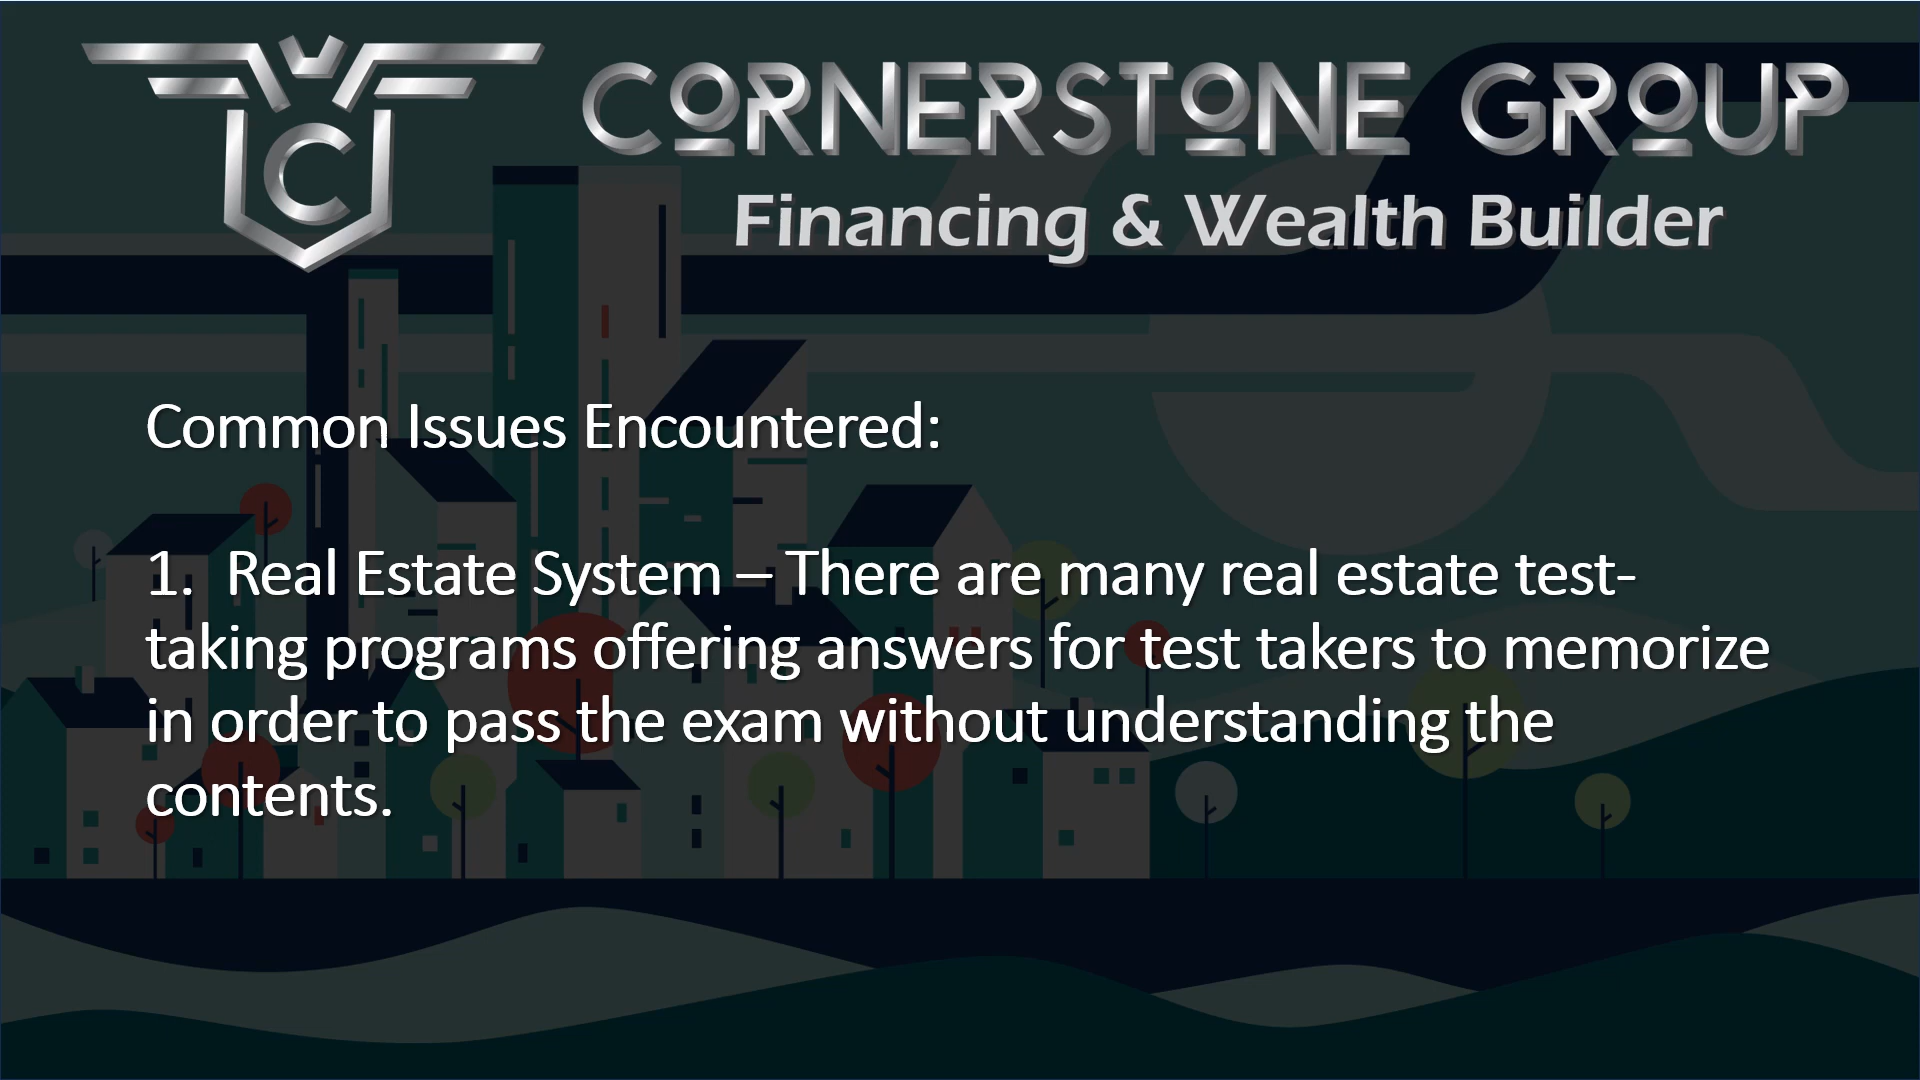 C
CORNERSTONE GROUP
Financing & Wealth Builder
Common Issues Encountered:
1. Real Estate System – There are many real estate test-
taking programs offering answers for test takers to memorize
in order to pass the exam without understanding the
contents.